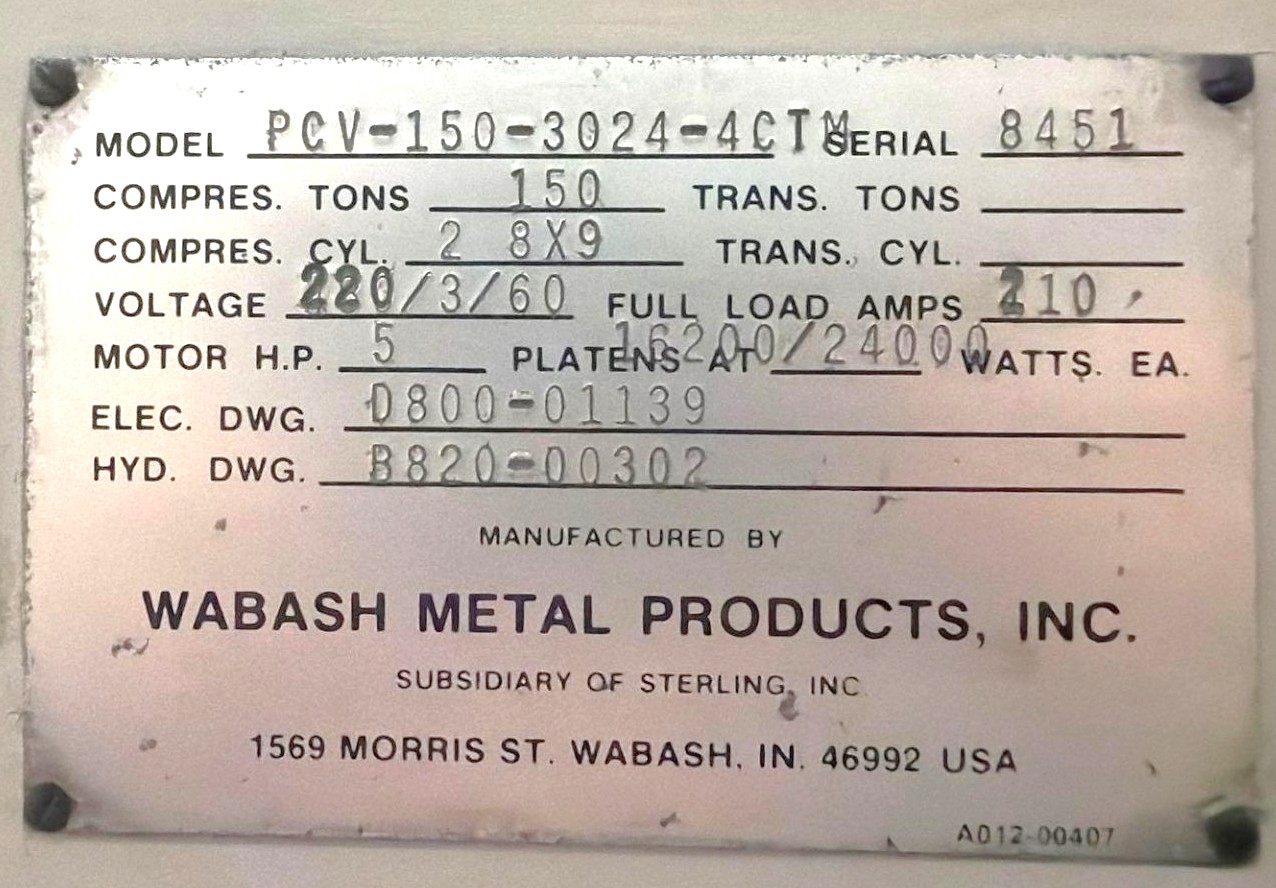 MODEL PCV-150-3024-4CTM SERIAL 8451
COMPRES. TONS 150 TRANS. TONS
COMPRES. CYL. 2 8X9 TRANS. CYL.
VOLTAGE 220/3/60 FULL LOAD AMPS 210
MOTOR H.P. 5 PLATENS AT 16200/24000 WATTS. EA.
ELEC. DWG. D800-01139
HYD. DWG. B820-00302
MANUFACTURED BY
WABASH METAL PRODUCTS, INC.
SUBSIDIARY OF STERLING, INC.
1569 MORRIS ST. WABASH, IN. 46992 USA
A012-00407